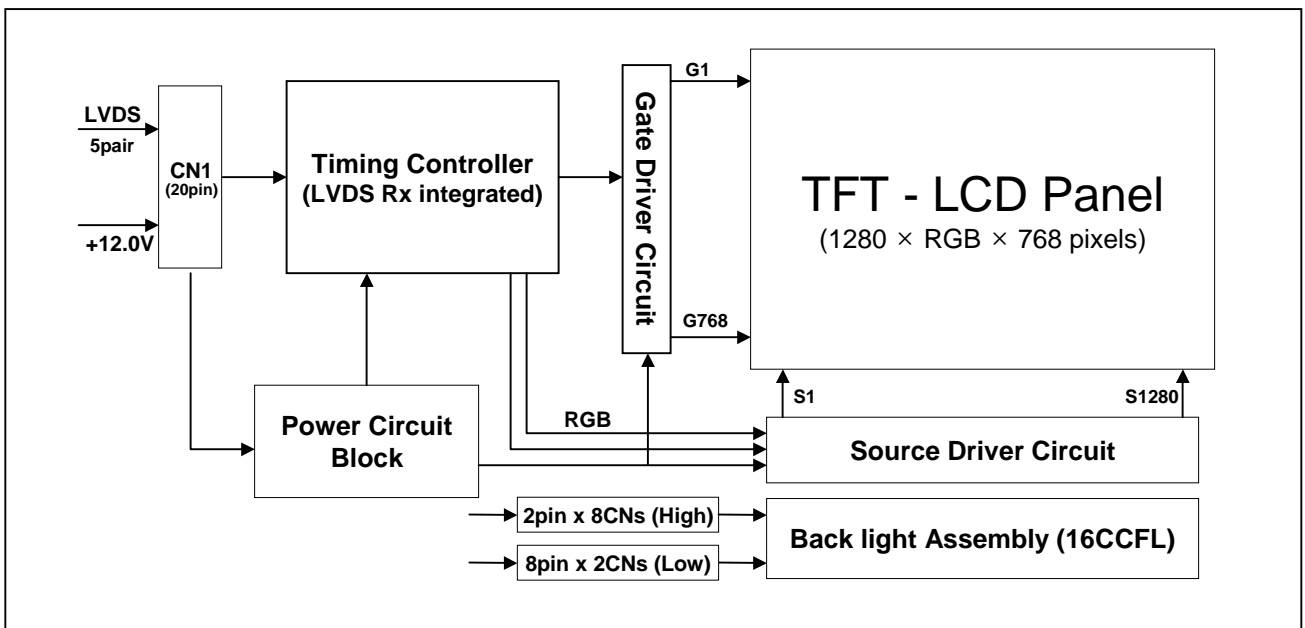 LVDS
5pair
+12.0V
CN1
(20pin)
Timing Controller
(LVDS Rx integrated)
Gate Driver Circuit
G1
G768
TFT - LCD Panel
(1280 × RGB × 768 pixels)
Power Circuit
Block
RGB
S1
S1280
Source Driver Circuit
2pin x 8CNs (High)
8pin x 2CNs (Low)
Back light Assembly (16CCFL)